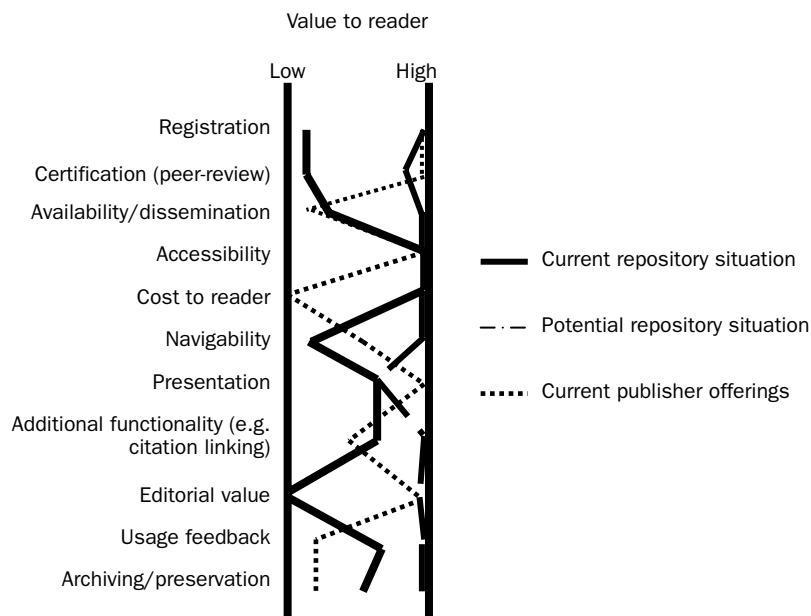 Value to reader
Low High
Registration
Certification (peer-review)
Availability/dissemination
Accessibility
Cost to reader
Navigability
Presentation
Additional functionality (e.g.
citation linking)
Editorial value
Usage feedback
Archiving/preservation
Current repository situation
Potential repository situation
Current publisher offerings